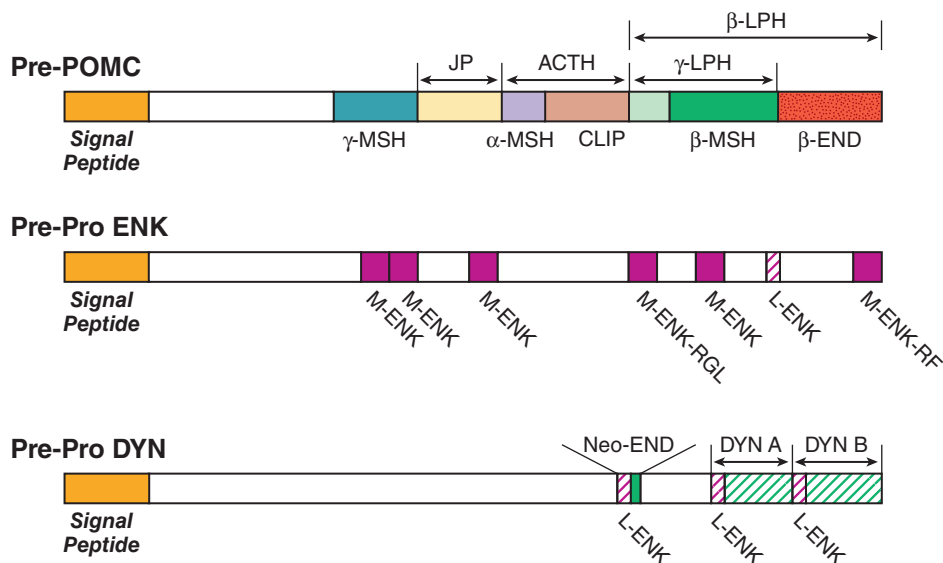 β-LPH
Pre-POMC
JP ACTH γ-LPH
Signal
Peptide
γ-MSH α-MSH CLIP β-MSH β-END
Pre-Pro ENK
Signal
Peptide
M-ENK M-ENK M-ENK M-ENK-RGL M-ENK L-ENK M-ENK-RF
Pre-Pro DYN
Neo-END DYN A DYN B
Signal
Peptide
L-ENK L-ENK L-ENK